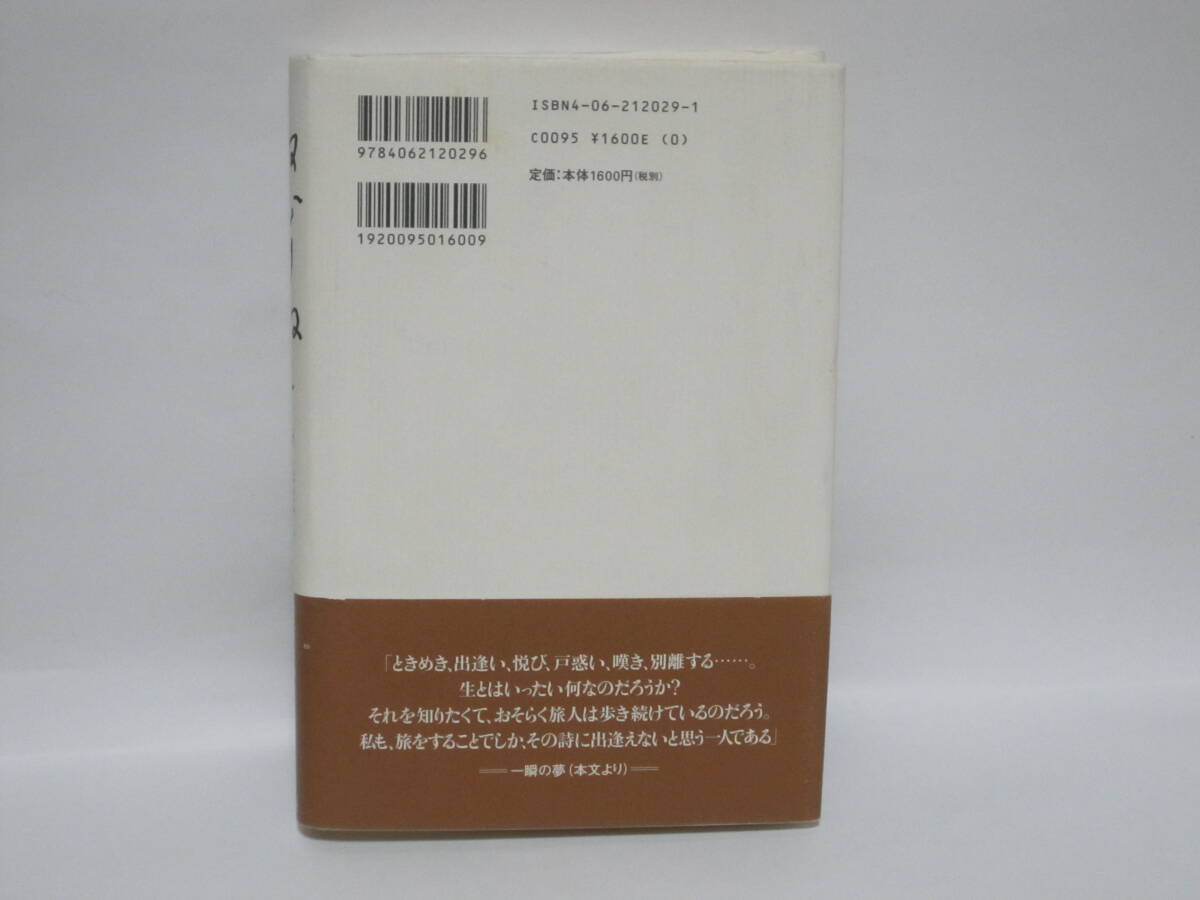 ISBN4-06-212029-1
9784062120296
C0095 ¥1600E (0)
定価：本体1600円（税別）
1920095016009
「ときめき、出逢い、悦び、戸惑い、嘆き、別離する……。
生とはいったい何なのだろうか？
それを知りたくて、おそらく旅人は歩き続けているのだろう。
私も、旅をすることでしか、その詩に出逢えないと思う一人である」
一瞬の夢（本文より）